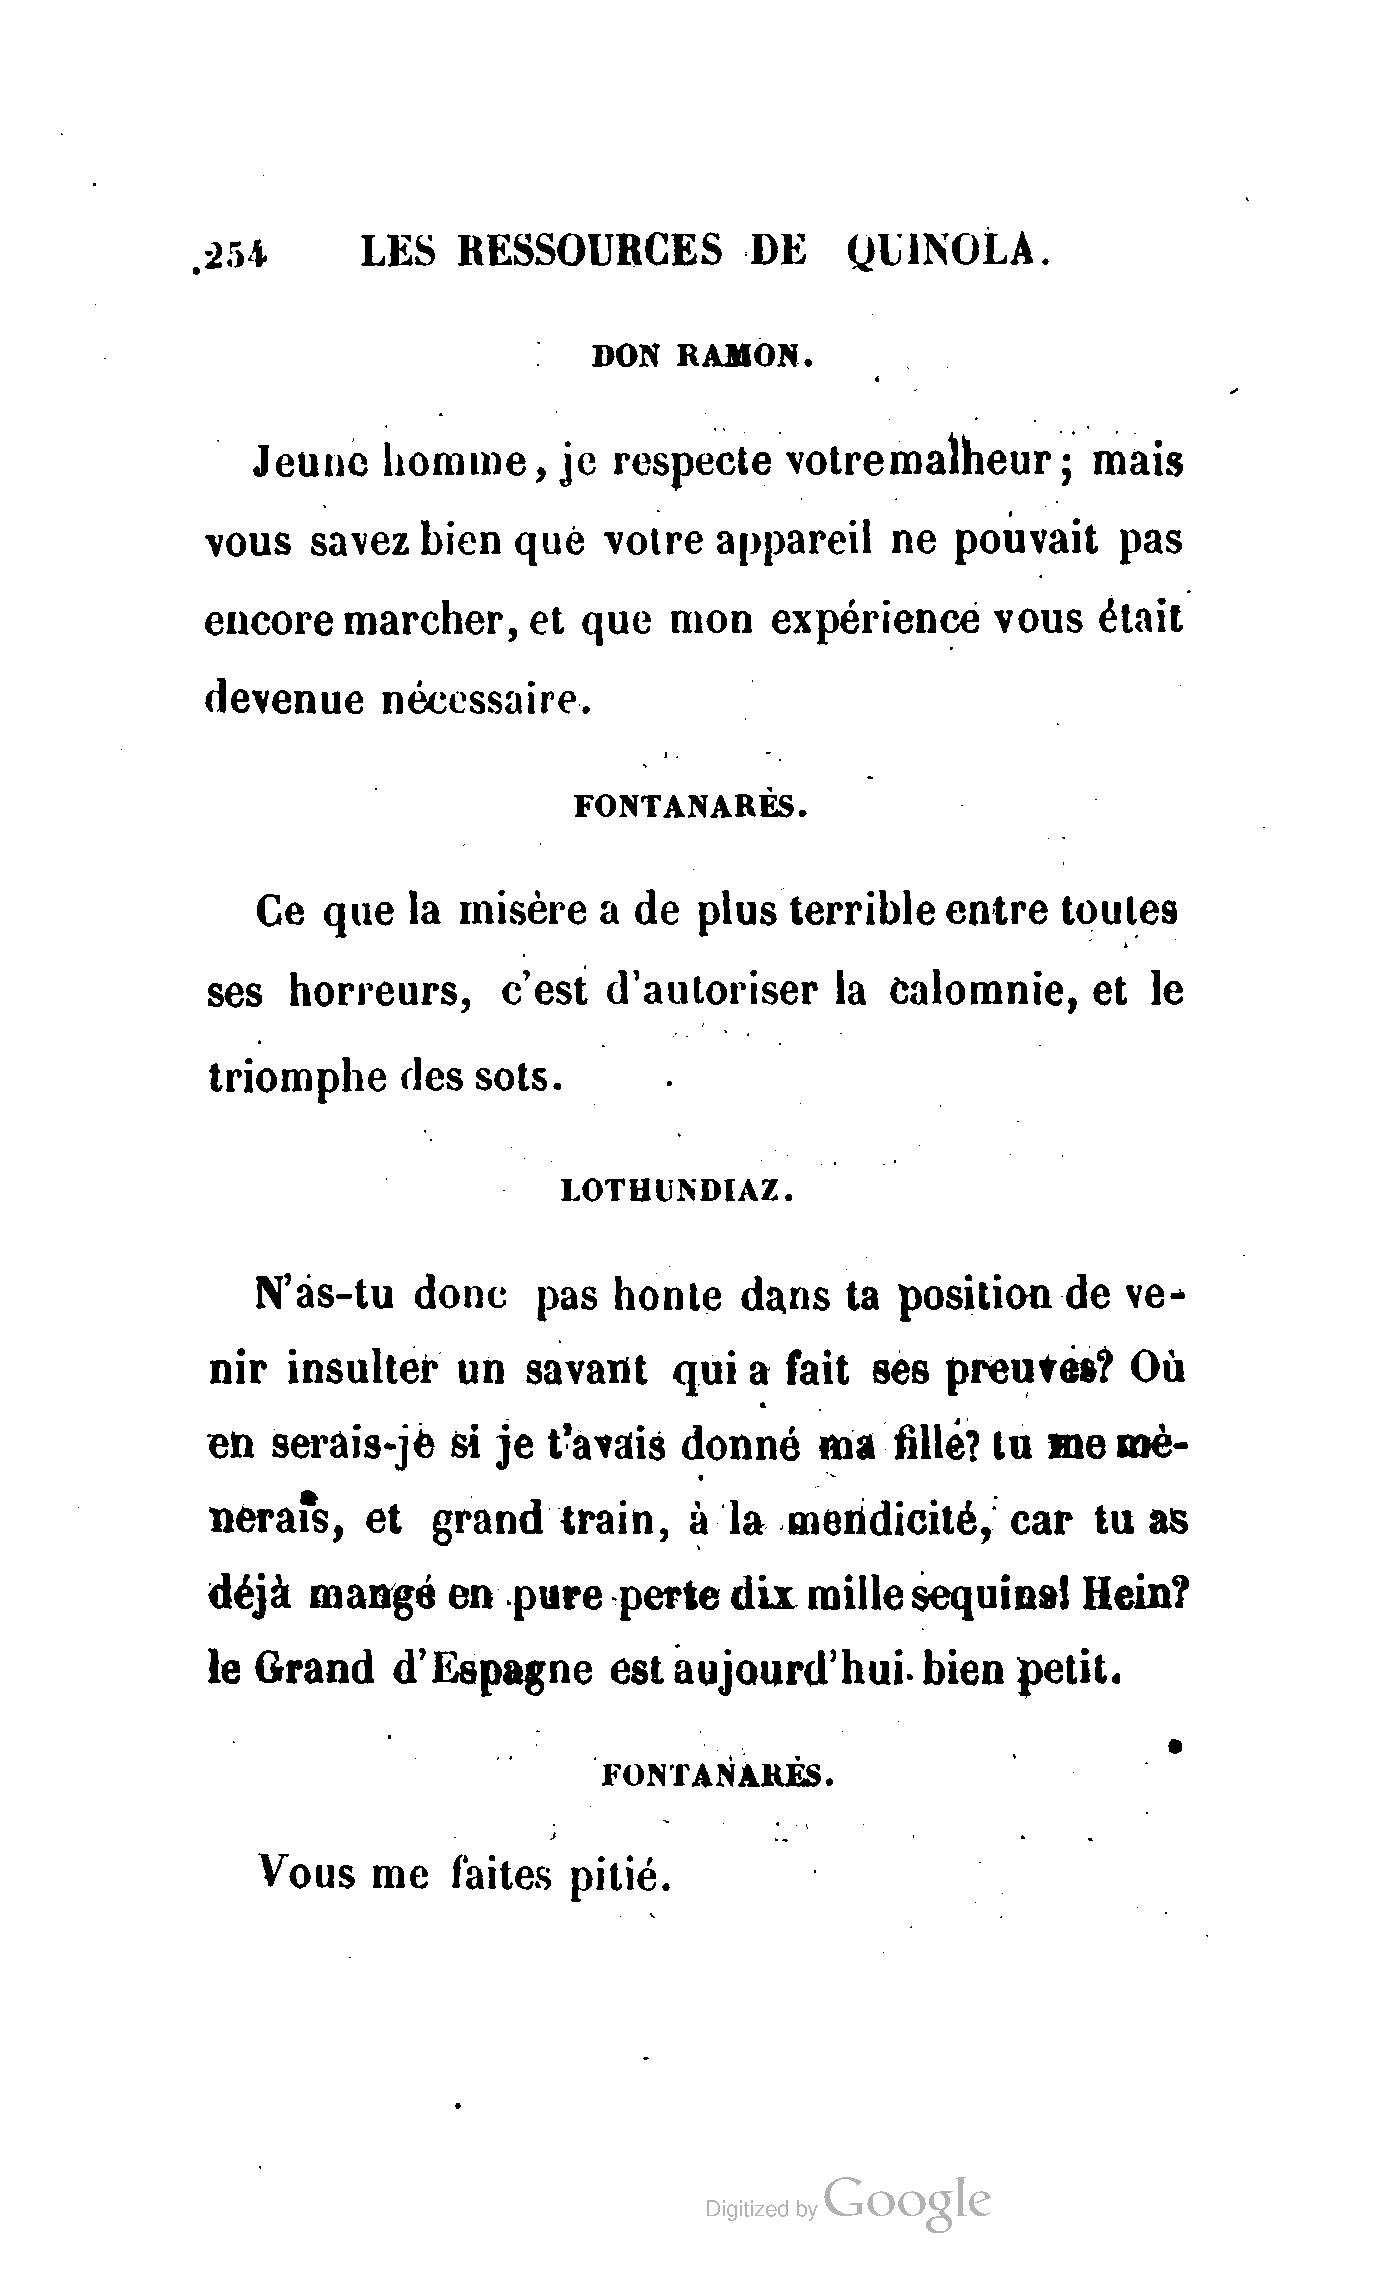 254 LES RESSOURCES DE QUINOLA.
DON RAMON.
Jeune homme, je respecte votre malheur; mais
vous savez bien que votre appareil ne pouvait pas
encore marcher, et que mon expérience vous était
devenue nécessaire.
FONTANARÈS.
Ce que la misère a de plus terrible entre toutes
ses horreurs, c'est d'autoriser la calomnie, et le
triomphe des sots.
LOTHUNDIAZ.
N'as-tu donc pas honte dans ta position de ve-
nir insulter un savant qui a fait ses preuves? Où
en serais-je si je t'avais donné ma fille? tu me mè-
nerais, et grand train, à la mendicité, car tu as
déjà mangé en pure perte dix mille sequins! Hein?
le Grand d'Espagne est aujourd'hui bien petit.
FONTANARÈS.
Vous me faites pitié.
Digitized by Google